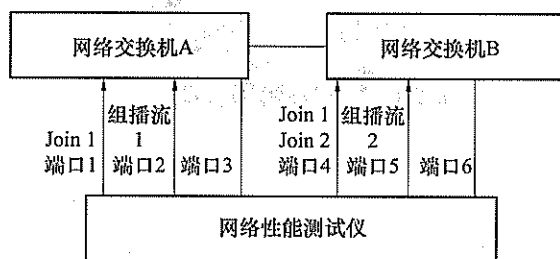 网络交换机A
网络交换机B
Join 1
端口1
组播流
1
端口2
端口3
Join 1
Join 2
端口4
组播流
2
端口5
端口6
网络性能测试仪